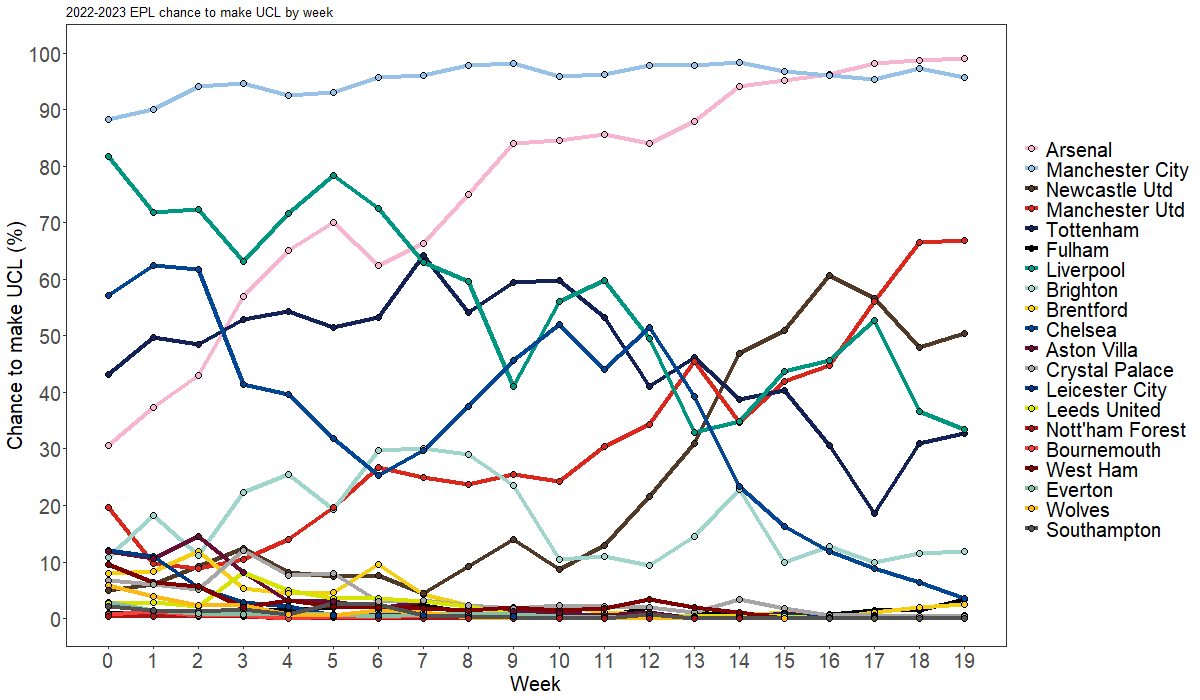 2022-2023 EPL chance to make UCL by week
Chance to make UCL (%)
100
90
80
70
60
50
40
30
20
10
0
0 1 2 3 4 5 6 7 8 9 10 11 12 13 14 15 16 17 18 19
Week
Arsenal
Manchester City
Newcastle Utd
Manchester Utd
Tottenham
Fulham
Liverpool
Brighton
Brentford
Chelsea
Aston Villa
Crystal Palace
Leicester City
Leeds United
Nott'ham Forest
Bournemouth
West Ham
Everton
Wolves
Southampton